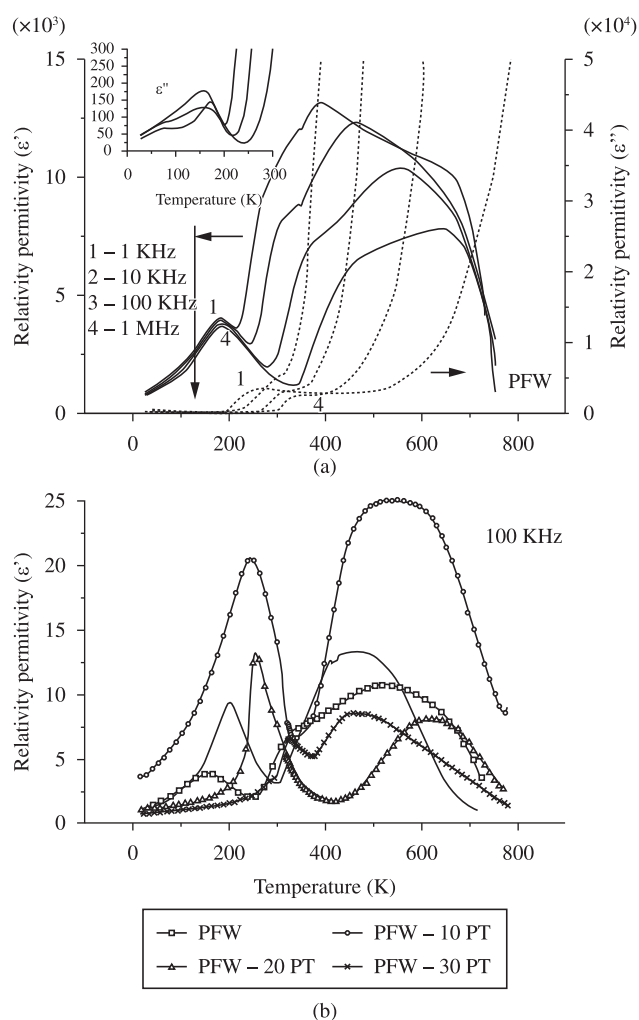 (×10³)
(×10⁴)
15
10
5
0
Relativity permitivity (ε')
300
250
200
150
100
50
0
ε"
0
100
200
300
Temperature (K)
1 – 1 KHz
2 – 10 KHz
3 – 100 KHz
4 – 1 MHz
1
4
1
4
PFW
5
4
3
2
1
0
Relativity permitivity (ε")
0
200
400
600
800
(a)
25
20
15
10
5
0
Relativity permitivity (ε')
100 KHz
0
200
400
600
800
Temperature (K)
PFW
PFW – 10 PT
PFW – 20 PT
PFW – 30 PT
(b)